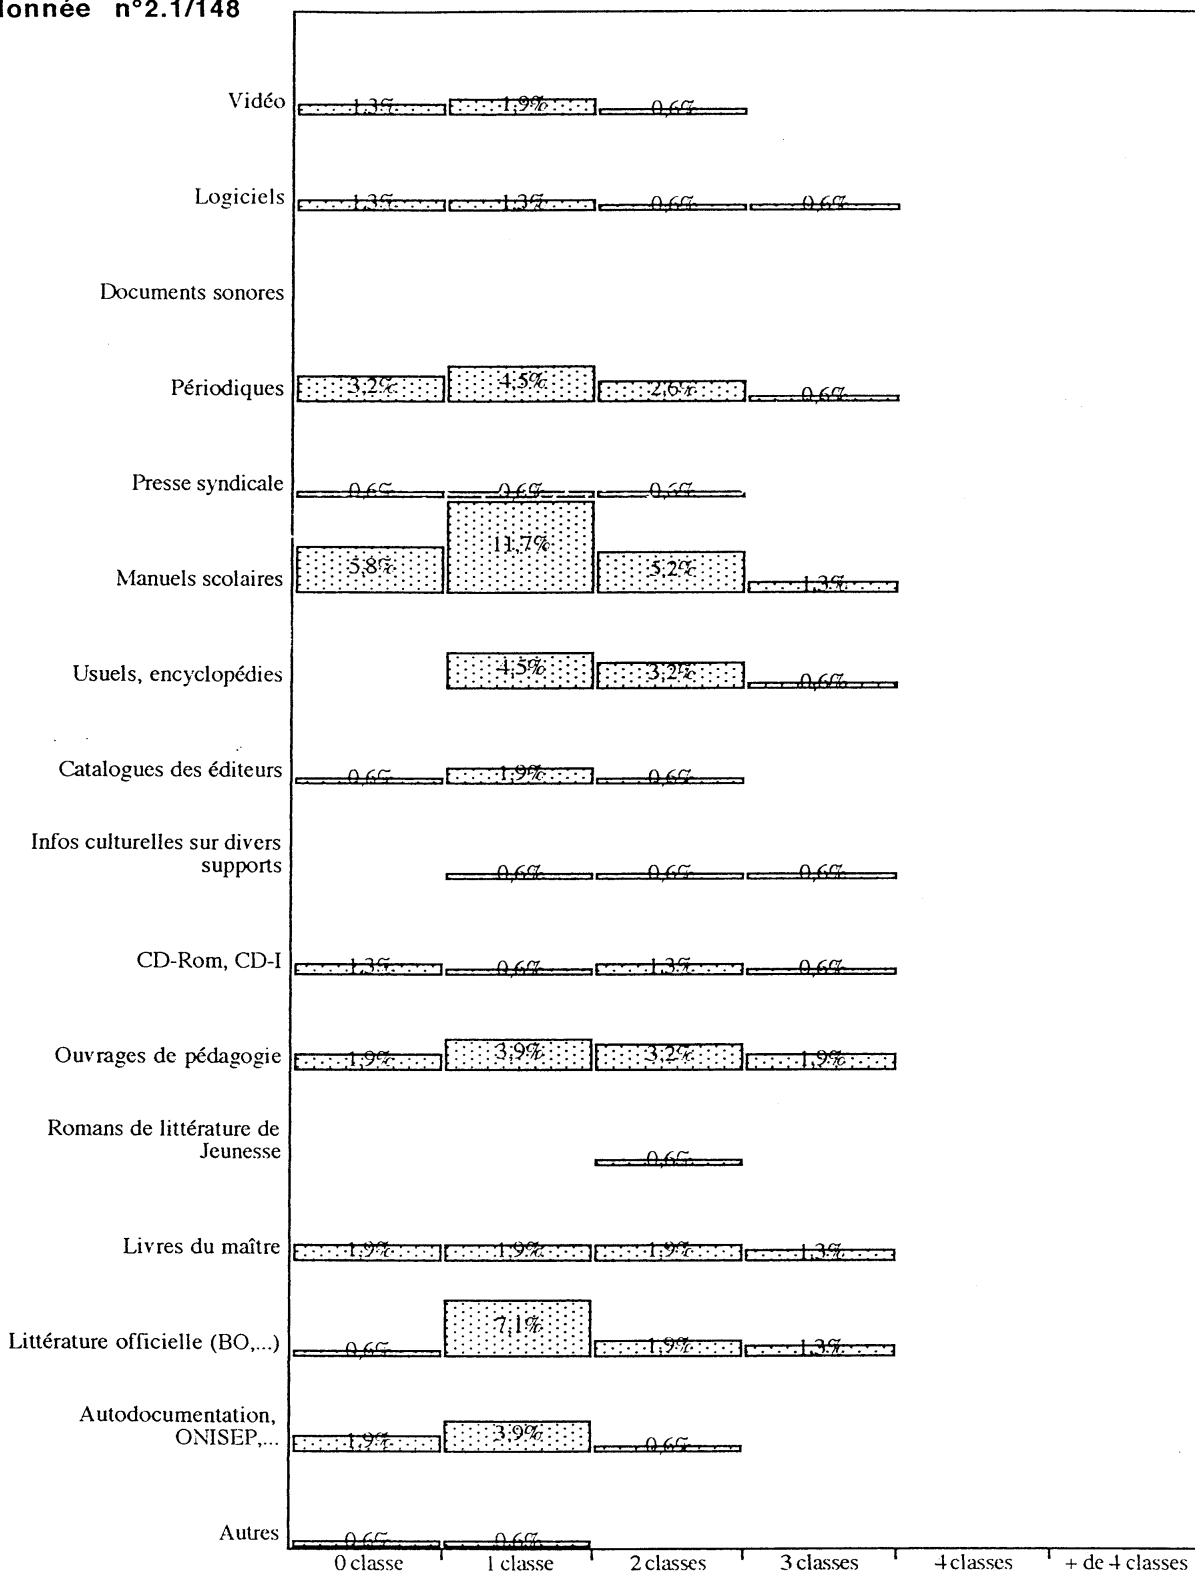 lonnée n°2.1/148
Vidéo 1,3% 1,9% 0,6%
Logiciels 1,3% 1,3% 0,6% 0,6%
Documents sonores
Périodiques 3,2% 4,5% 2,6% 0,6%
Presse syndicale 0,6% 0,6% 0,6%
Manuels scolaires 5,8% 11,7% 5,2% 1,3%
Usuels, encyclopédies 4,5% 3,2% 0,6%
Catalogues des éditeurs 0,6% 1,9% 0,6%
Infos culturelles sur divers
supports 0,6% 0,6% 0,6%
CD-Rom, CD-I 1,3% 0,6% 1,3% 0,6%
Ouvrages de pédagogie 1,9% 3,9% 3,2% 1,9%
Romans de littérature de
Jeunesse 0,6%
Livres du maître 1,9% 1,9% 1,9% 1,3%
Littérature officielle (BO,...) 0,6% 7,1% 1,9% 1,3%
Autodocumentation,
ONISEP,... 1,9% 3,9% 0,6%
Autres 0,6% 0,6%
0 classe 1 classe 2 classes 3 classes 4 classes + de 4 classes